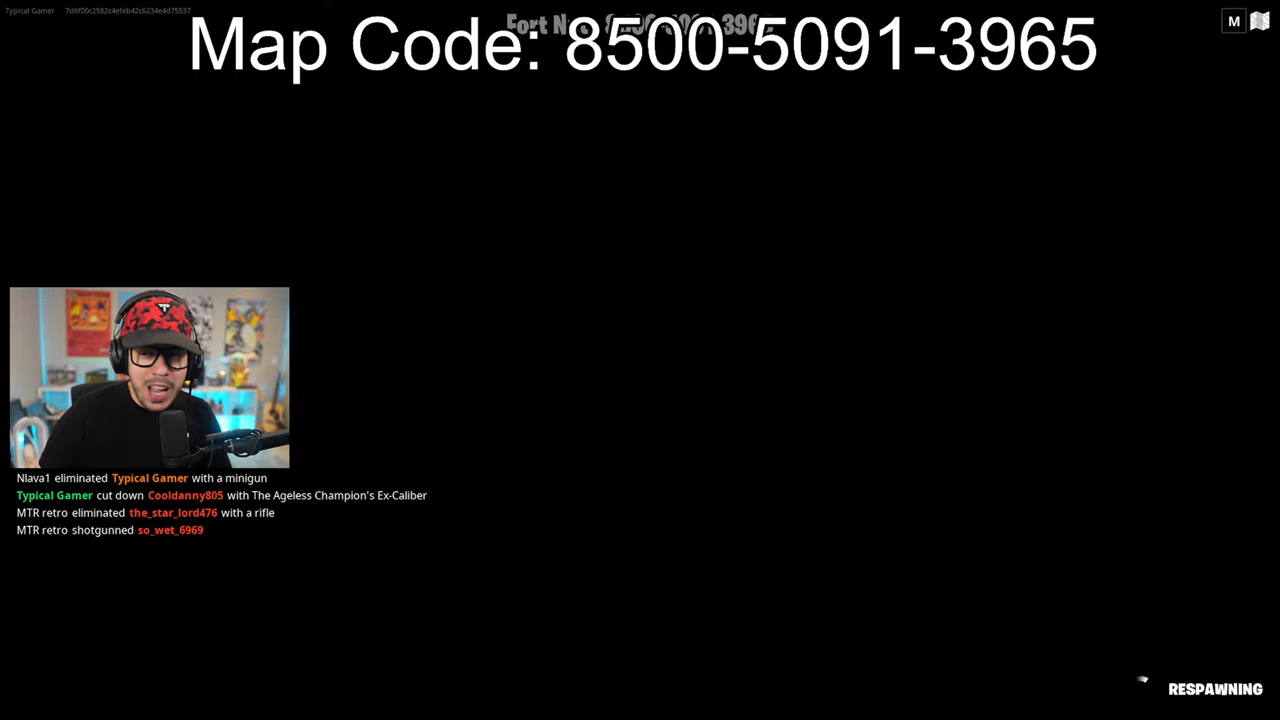 Typical Gamer 7d6f00c2582c4efeb42c6234e4d75537
Map Code: 8500-5091-3965
M
Nlava1 eliminated Typical Gamer with a minigun
Typical Gamer cut down Cooldanny805 with The Ageless Champion's Ex-Caliber
MTR retro eliminated the_star_lord476 with a rifle
MTR retro shotgunned so_wet_6969
RESPAWNING